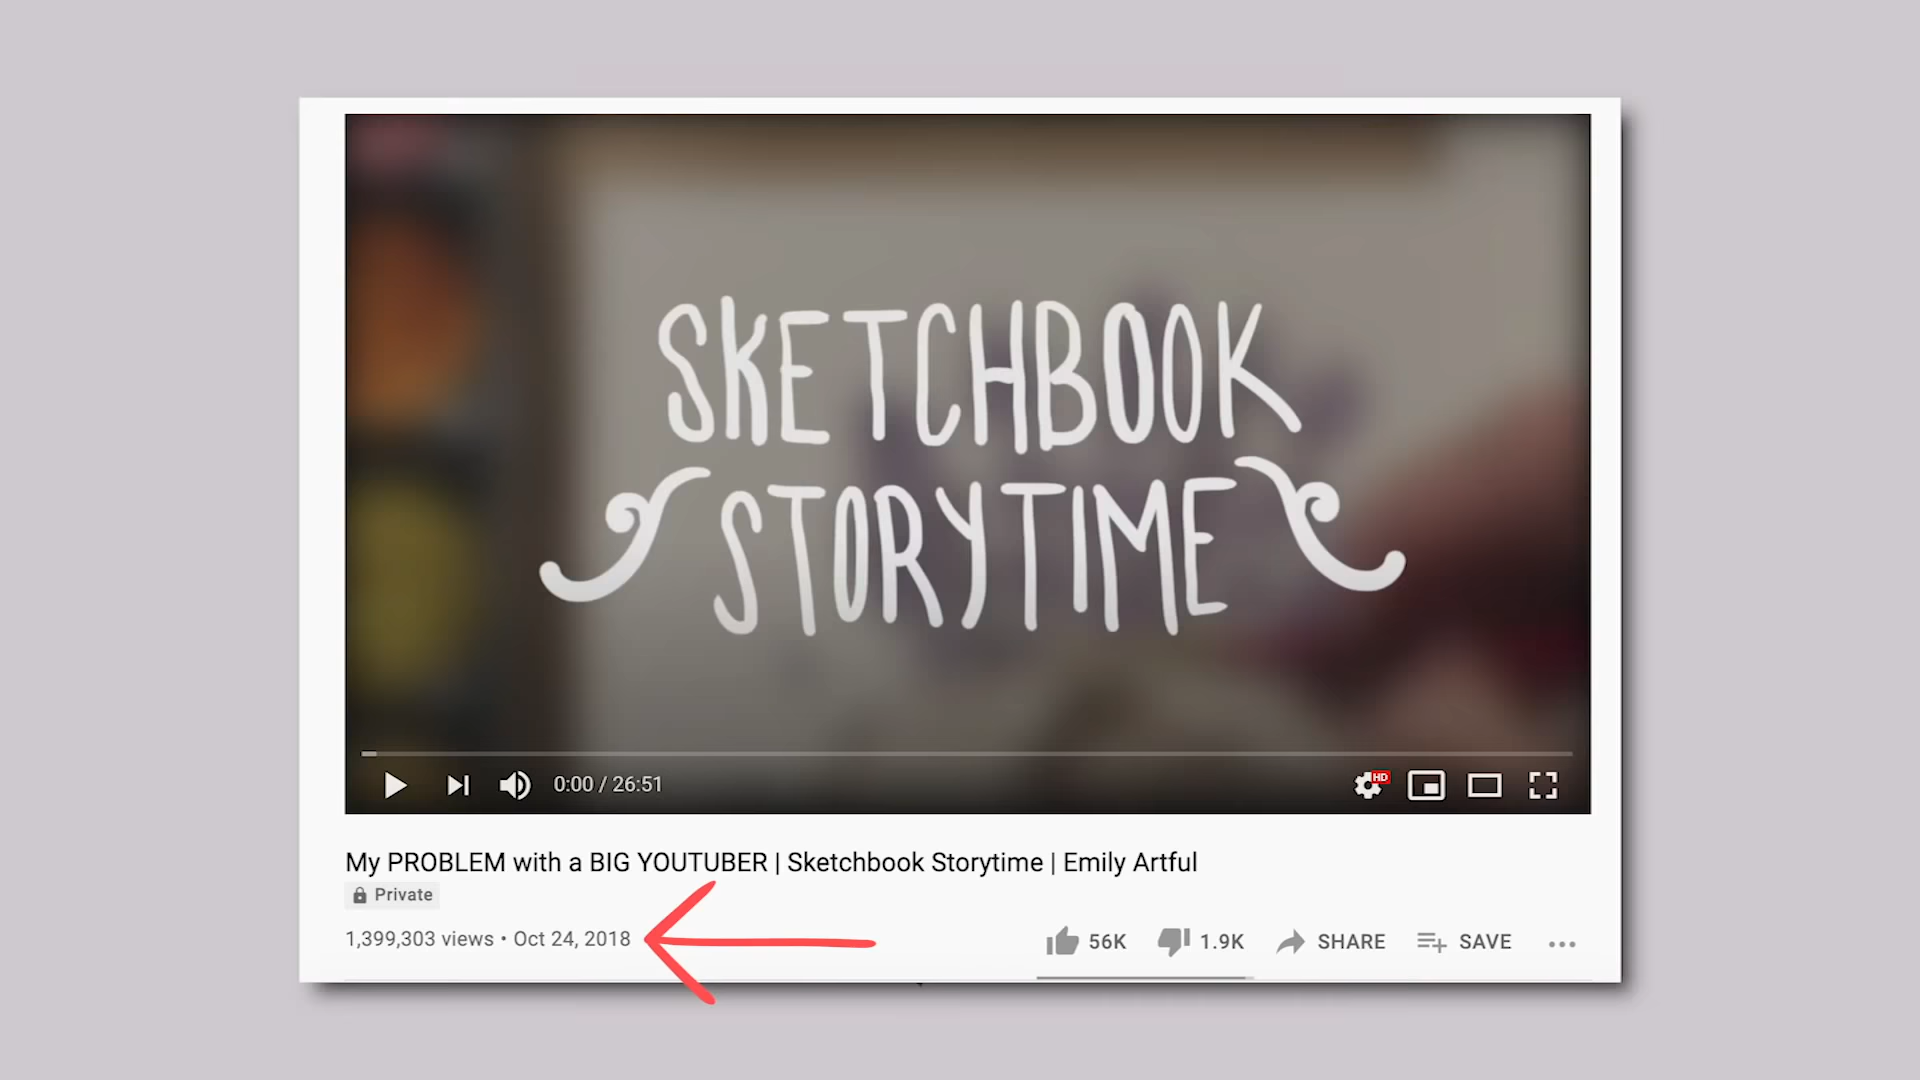 SKETCHBOOK
STORYTIME
0:00 / 26:51
HD
My PROBLEM with a BIG YOUTUBER | Sketchbook Storytime | Emily Artful
Private
1,399,303 views • Oct 24, 2018
56K
1.9K
SHARE
SAVE